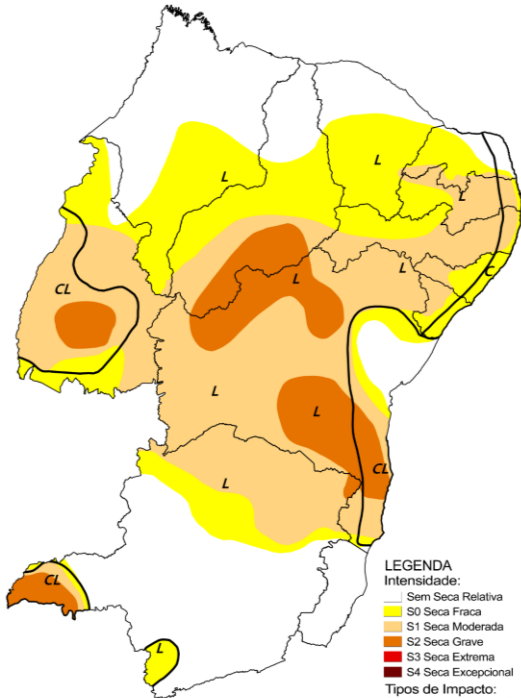 L
L
L
C
CL
L
L
L
L
CL
L
CL
L
LEGENDA
Intensidade:
Sem Seca Relativa
S0 Seca Fraca
S1 Seca Moderada
S2 Seca Grave
S3 Seca Extrema
S4 Seca Excepcional
Tipos de Impacto: